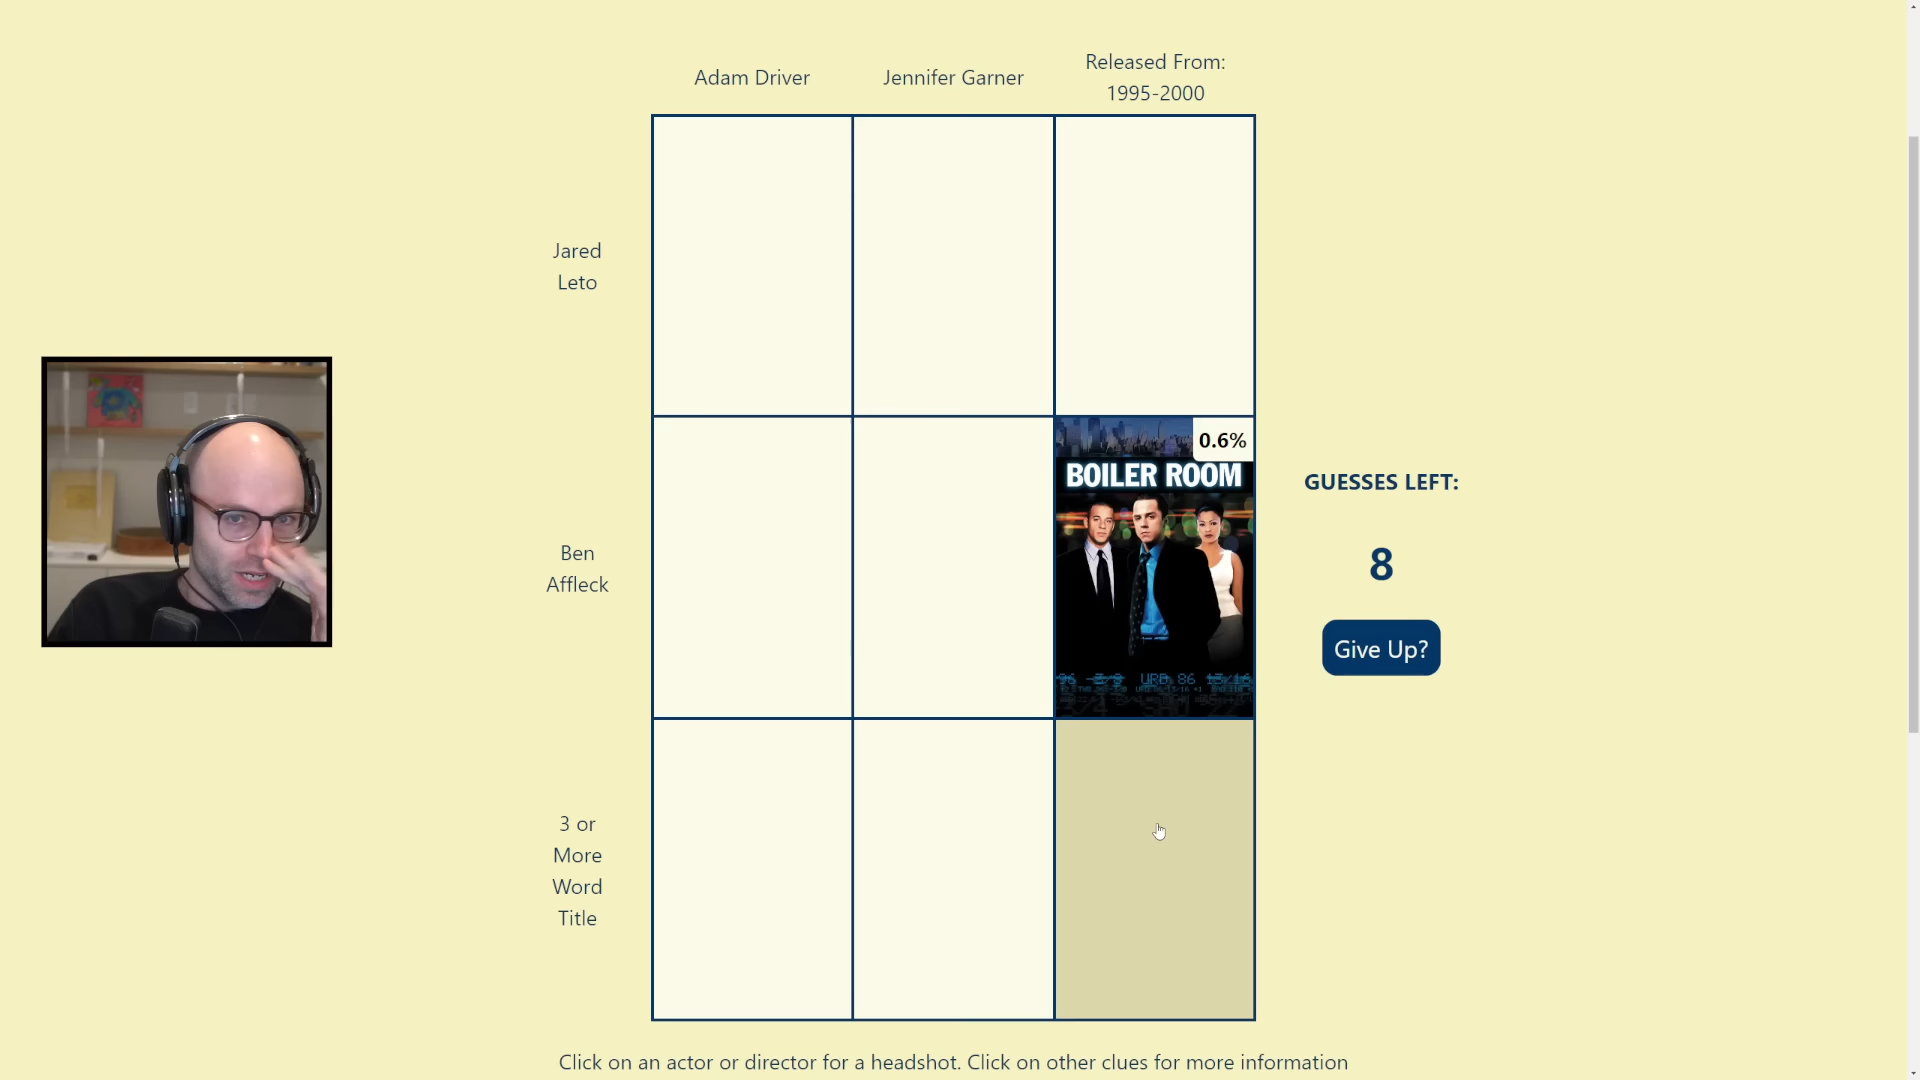 Adam Driver
Jennifer Garner
Released From:
1995-2000
Jared
Leto
0.6%
BOILER ROOM
Ben
Affleck
GUESSES LEFT:
8
Give Up?
3 or
More
Word
Title
Click on an actor or director for a headshot. Click on other clues for more information